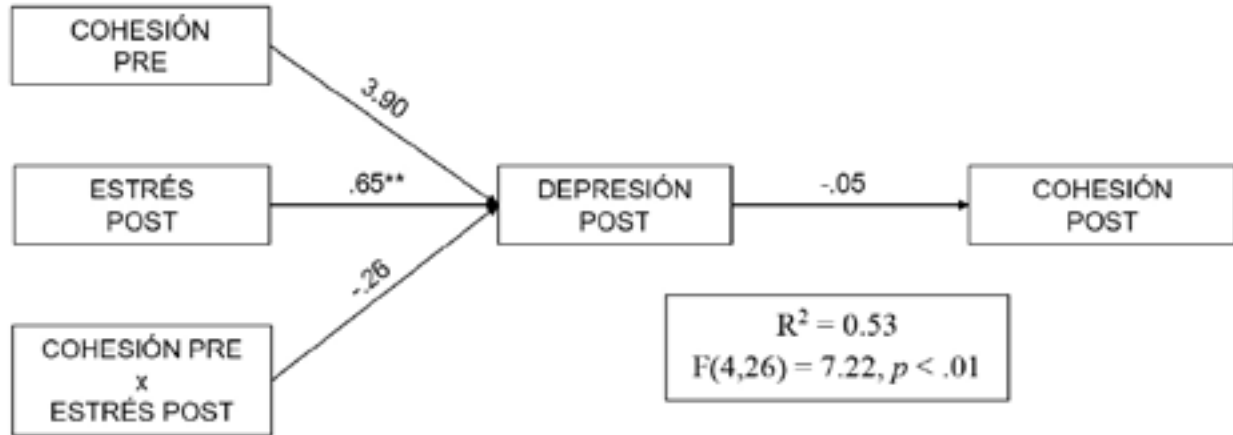 COHESIÓN
PRE
3.90
ESTRÉS
POST
.65**
DEPRESIÓN
POST
-.05
COHESIÓN
POST
-.26
COHESIÓN PRE
x
ESTRÉS POST
R² = 0.53
F(4,26) = 7.22, p < .01